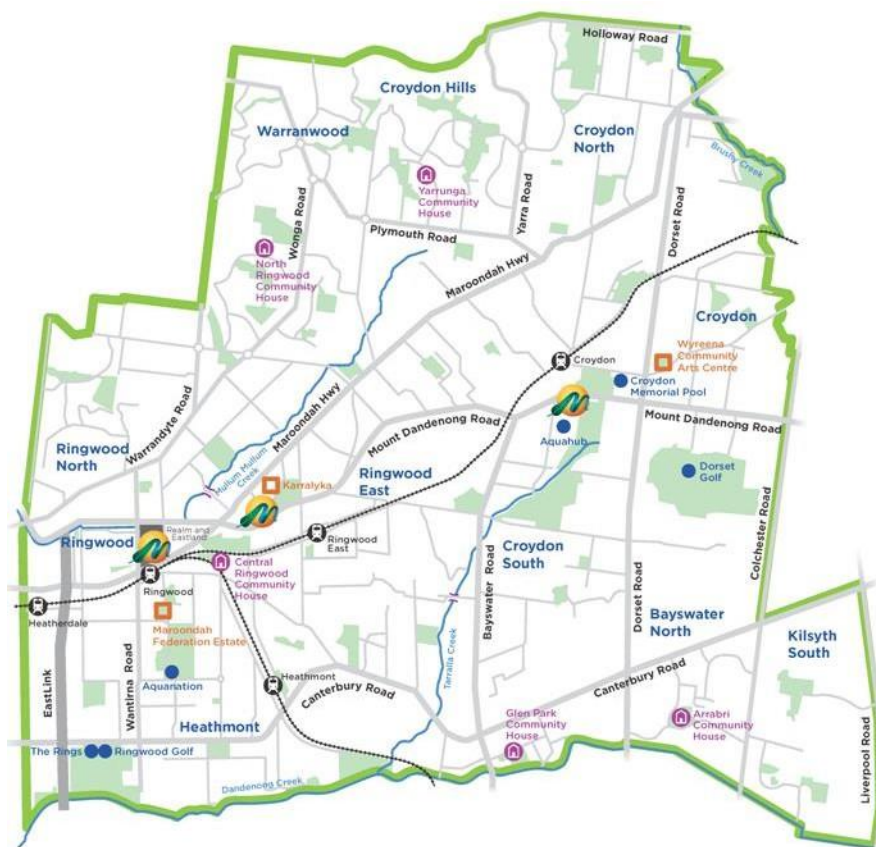 Holloway Road
Croydon Hills
Warranwood
Croydon
North
Brushy Creek
Yarrunga
Community
House
Wonga Road
Yarra Road
Dorset Road
Plymouth Road
North
Ringwood
Community
House
Maroondah Hwy
Croydon
Croydon
Wyreena
Community
Arts Centre
Croydon
Memorial Pool
Maroondah Hwy
Mount Dandenong Road
Mount Dandenong Road
Aquahub
Warrandyte Road
Ringwood
North
Mullum Mullum
Creek
Karralyka
Ringwood
East
Dorset
Golf
Colchester Road
Realm and
Eastland
Ringwood
Ringwood
East
Croydon
South
Central
Ringwood
Community
House
Ringwood
Heatherdale
Bayswater Road
Dorset Road
Maroondah
Federation Estate
Bayswater
North
Kilsyth
South
Tarralla Creek
EastLink
Wantirna Road
Aquanation
Heathmont
Canterbury Road
Canterbury Road
Heathmont
Glen Park
Community
House
Arrabri
Community
House
The Rings
Ringwood Golf
Dandenong Creek
Liverpool Road